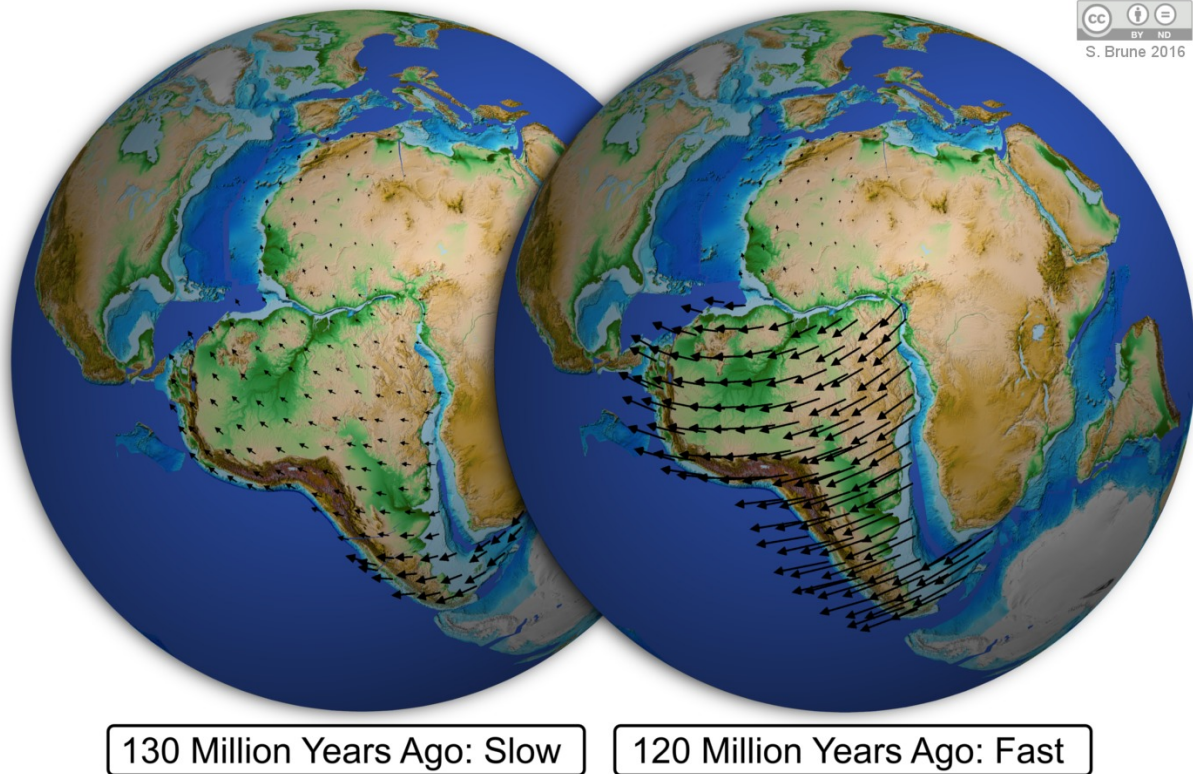 cc
BY ND
S. Brune 2016
130 Million Years Ago: Slow
120 Million Years Ago: Fast